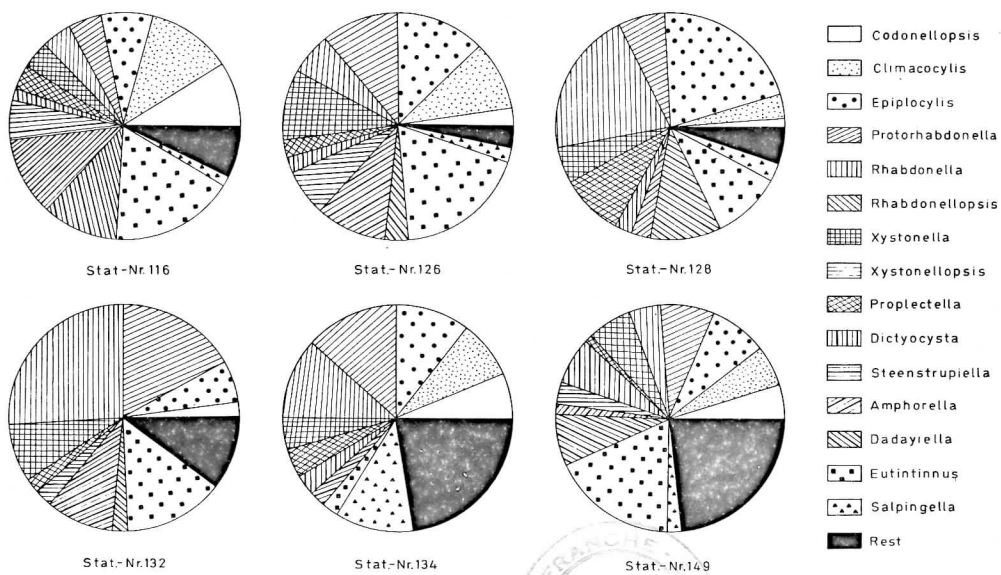 Codonellopsis
Climacocylis
Epiplocylis
Protorhabdonella
Rhabdonella
Rhabdonellopsis
Xystonella
Xystonellopsis
Proplectella
Dictyocysta
Steenstrupiella
Amphorella
Dadayiella
Eutintinnus
Salpingella
Rest
Stat-Nr.116
Stat.-Nr.126
Stat.-Nr.128
Stat.-Nr.132
Stat.-Nr.134
Stat.-Nr.149
FRANCHE